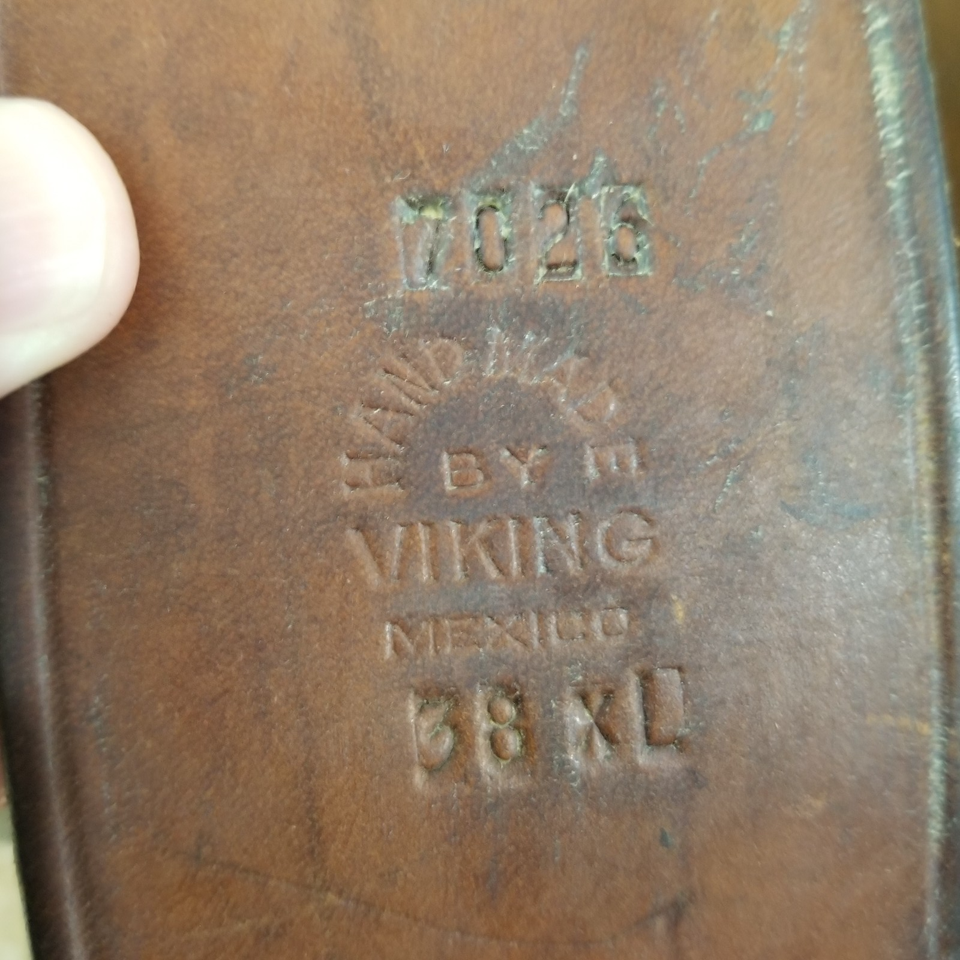 7026
HAND MADE
BY
VIKING
MEXICO
38 XL